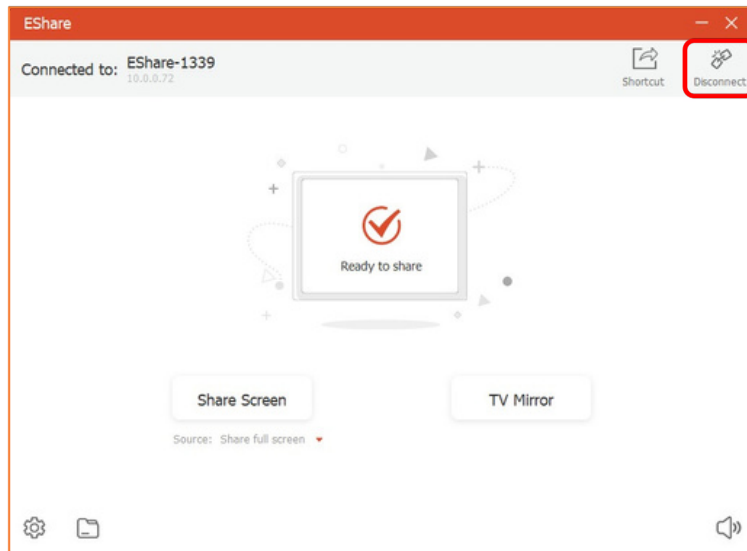 EShare
Connected to: EShare-1339
10.0.0.72
Shortcut
Disconnect
Ready to share
Share Screen
TV Mirror
Source: Share full screen